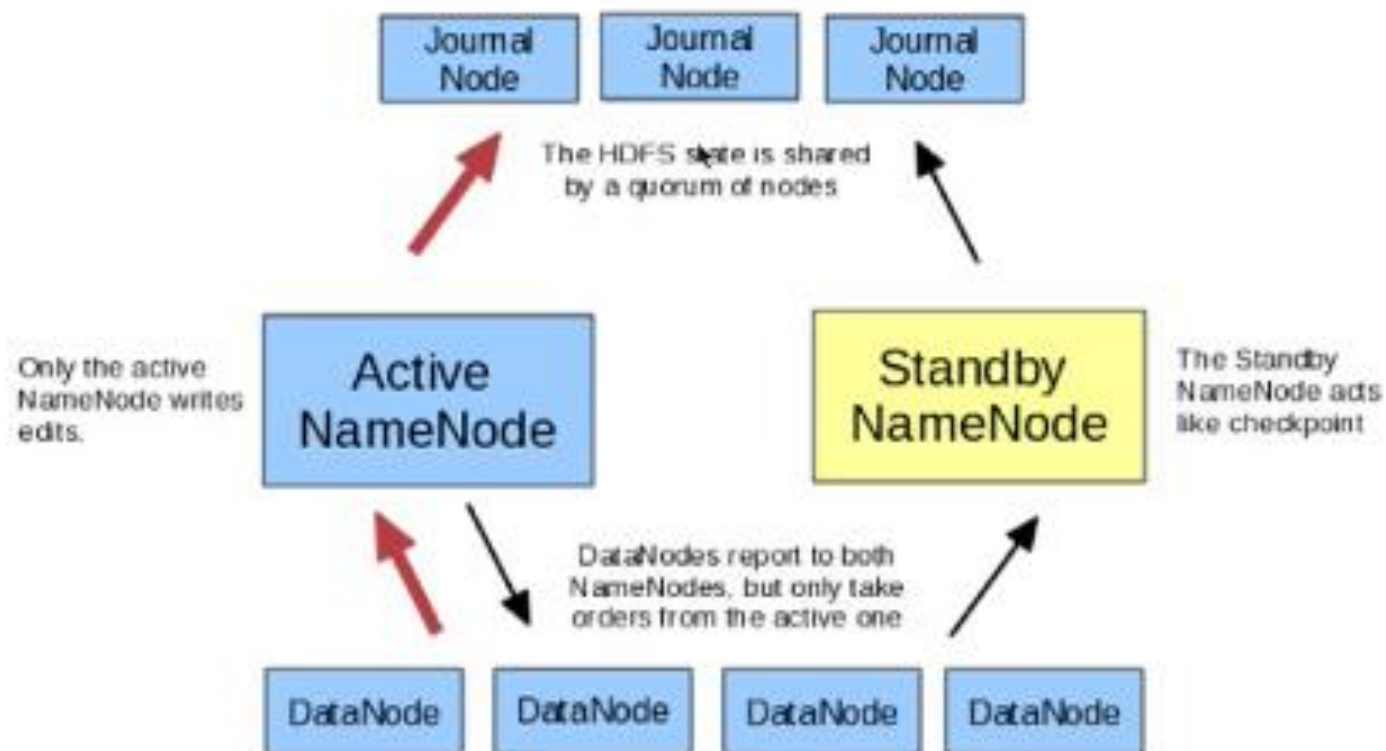 Journal
Node
Journal
Node
Journal
Node
The HDFS state is shared
by a quorum of nodes
Only the active
NameNode writes
edits.
Active
NameNode
Standby
NameNode
The Standby
NameNode acts
like checkpoint
DataNodes report to both
NameNodes, but only take
orders from the active one
DataNode
DataNode
DataNode
DataNode